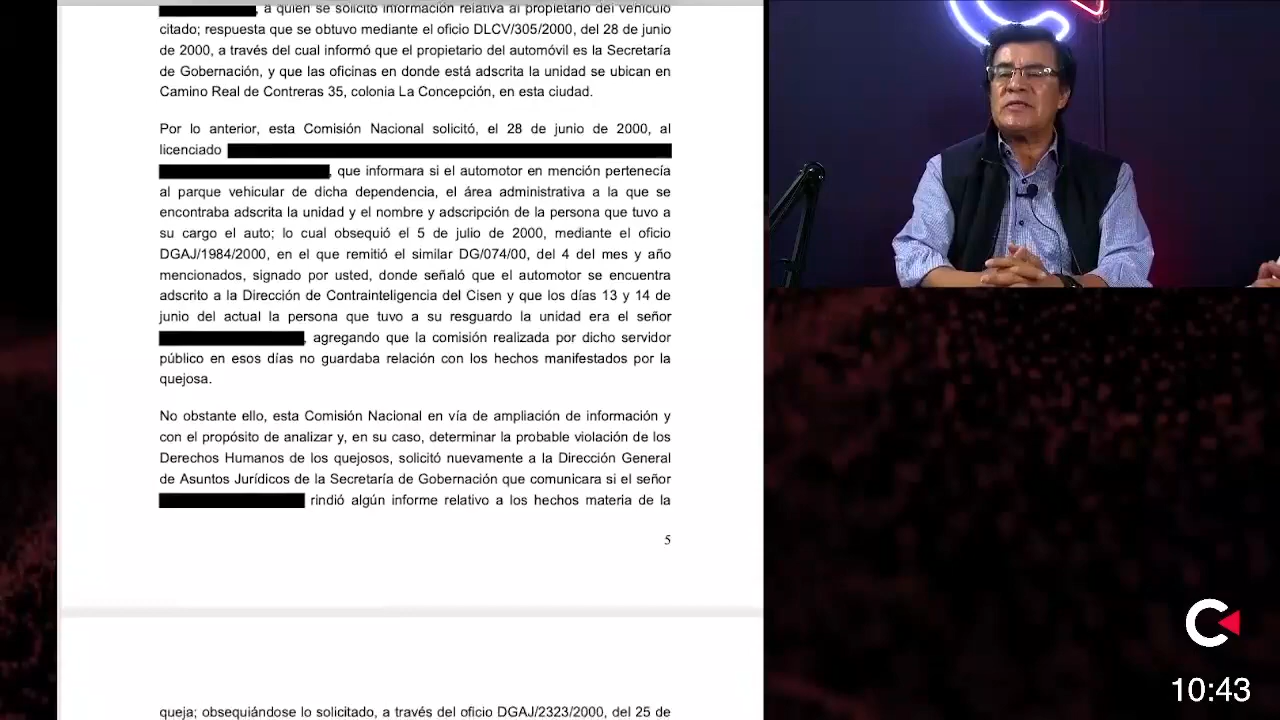 , a quien se solicitó información relativa al propietario del vehículo
citado; respuesta que se obtuvo mediante el oficio DLCV/305/2000, del 28 de junio
de 2000, a través del cual informó que el propietario del automóvil es la Secretaría
de Gobernación, y que las oficinas en donde está adscrita la unidad se ubican en
Camino Real de Contreras 35, colonia La Concepción, en esta ciudad.
Por lo anterior, esta Comisión Nacional solicitó, el 28 de junio de 2000, al
licenciado
, que informara si el automotor en mención pertenecía
al parque vehicular de dicha dependencia, el área administrativa a la que se
encontraba adscrita la unidad y el nombre y adscripción de la persona que tuvo a
su cargo el auto; lo cual obsequió el 5 de julio de 2000, mediante el oficio
DGAJ/1984/2000, en el que remitió el similar DG/074/00, del 4 del mes y año
mencionados, signado por usted, donde señaló que el automotor se encuentra
adscrito a la Dirección de Contrainteligencia del Cisen y que los días 13 y 14 de
junio del actual la persona que tuvo a su resguardo la unidad era el señor
, agregando que la comisión realizada por dicho servidor
público en esos días no guardaba relación con los hechos manifestados por la
quejosa.
No obstante ello, esta Comisión Nacional en vía de ampliación de información y
con el propósito de analizar y, en su caso, determinar la probable violación de los
Derechos Humanos de los quejosos, solicitó nuevamente a la Dirección General
de Asuntos Jurídicos de la Secretaría de Gobernación que comunicara si el señor
rindió algún informe relativo a los hechos materia de la
5
queja; obsequiándose lo solicitado, a través del oficio DGAJ/2323/2000, del 25 de
10:43